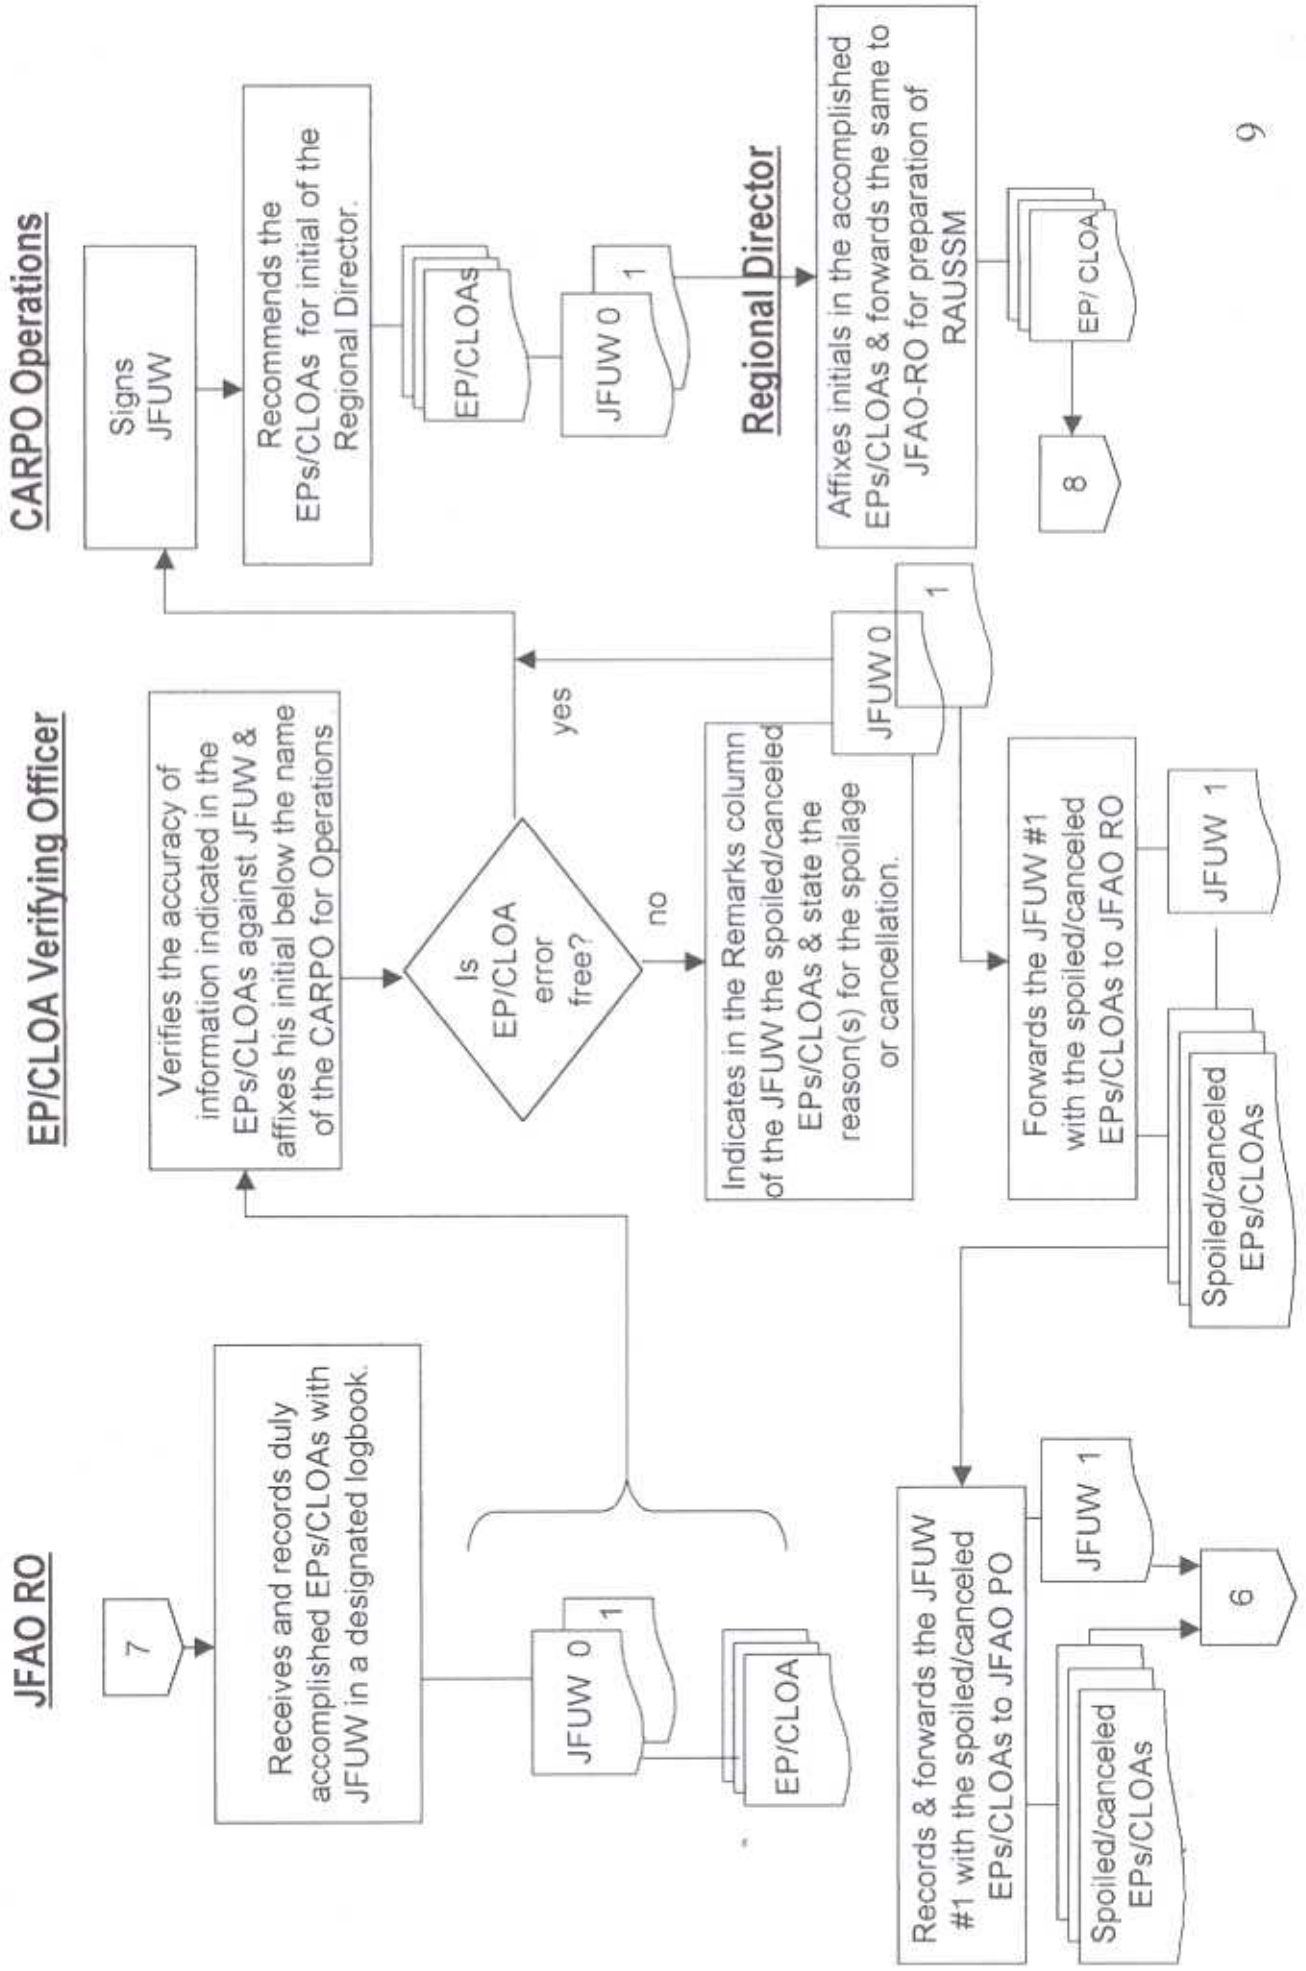 JFAO RO
7
Receives and records duly
accomplished EPs/CLOAs with
JFUW in a designated logbook.
JFUW 0
1
EP/CLOA
Records & forwards the JFUW
#1 with the spoiled/canceled
EPs/CLOAs to JFAO PO
JFUW 1
Spoiled/canceled
EPs/CLOAs
6
EP/CLOA Verifying Officer
Verifies the accuracy of
information indicated in the
EPs/CLOAs against JFUW &
affixes his initial below the name
of the CARPO for Operations
Is
EP/CLOA
error
free?
yes
no
Indicates in the Remarks column
of the JFUW the spoiled/canceled
EPs/CLOAs & state the
reason(s) for the spoilage
or cancellation.
JFUW 0
1
Forwards the JFUW #1
with the spoiled/canceled
EPs/CLOAs to JFAO RO
JFUW 1
Spoiled/canceled
EPs/CLOAs
CARPO Operations
Signs
JFUW
Recommends the
EPs/CLOAs for initial of the
Regional Director.
EP/CLOAs
JFUW 0
1
Regional Director
Affixes initials in the accomplished
EPs/CLOAs & forwards the same to
JFAO-RO for preparation of
RAUSSM
EP/ CLOA
8
9